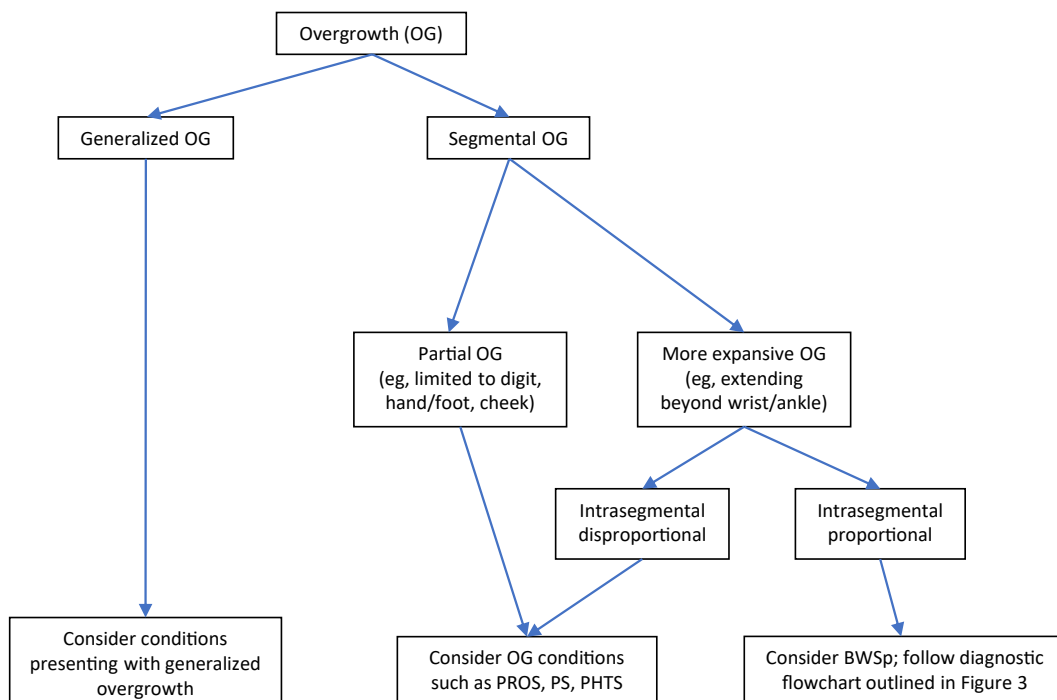 Overgrowth (OG)
Generalized OG
Segmental OG
Partial OG
(eg, limited to digit,
hand/foot, cheek)
More expansive OG
(eg, extending
beyond wrist/ankle)
Intrasegmental
disproportional
Intrasegmental
proportional
Consider conditions
presenting with generalized
overgrowth
Consider OG conditions
such as PROS, PS, PHTS
Consider BWSp; follow diagnostic
flowchart outlined in Figure 3